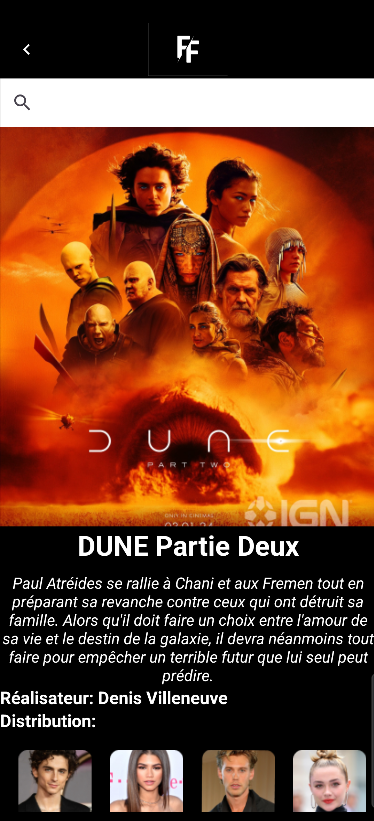 FF
DUNE
PART TWO
03.01.24
IGN
DUNE Partie Deux
Paul Atréides se rallie à Chani et aux Fremen tout en
préparant sa revanche contre ceux qui ont détruit sa
famille. Alors qu'il doit faire un choix entre l'amour de
sa vie et le destin de la galaxie, il devra néanmoins tout
faire pour empêcher un terrible futur que lui seul peut
prédire.
Réalisateur: Denis Villeneuve
Distribution: